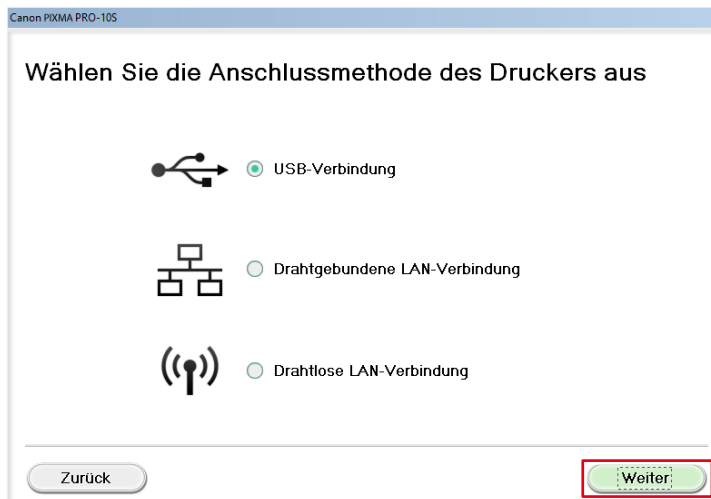 Canon PIXMA PRO-10S
Wählen Sie die Anschlussmethode des Druckers aus
USB-Verbindung
Drahtgebundene LAN-Verbindung
Drahtlose LAN-Verbindung
Zurück
Weiter